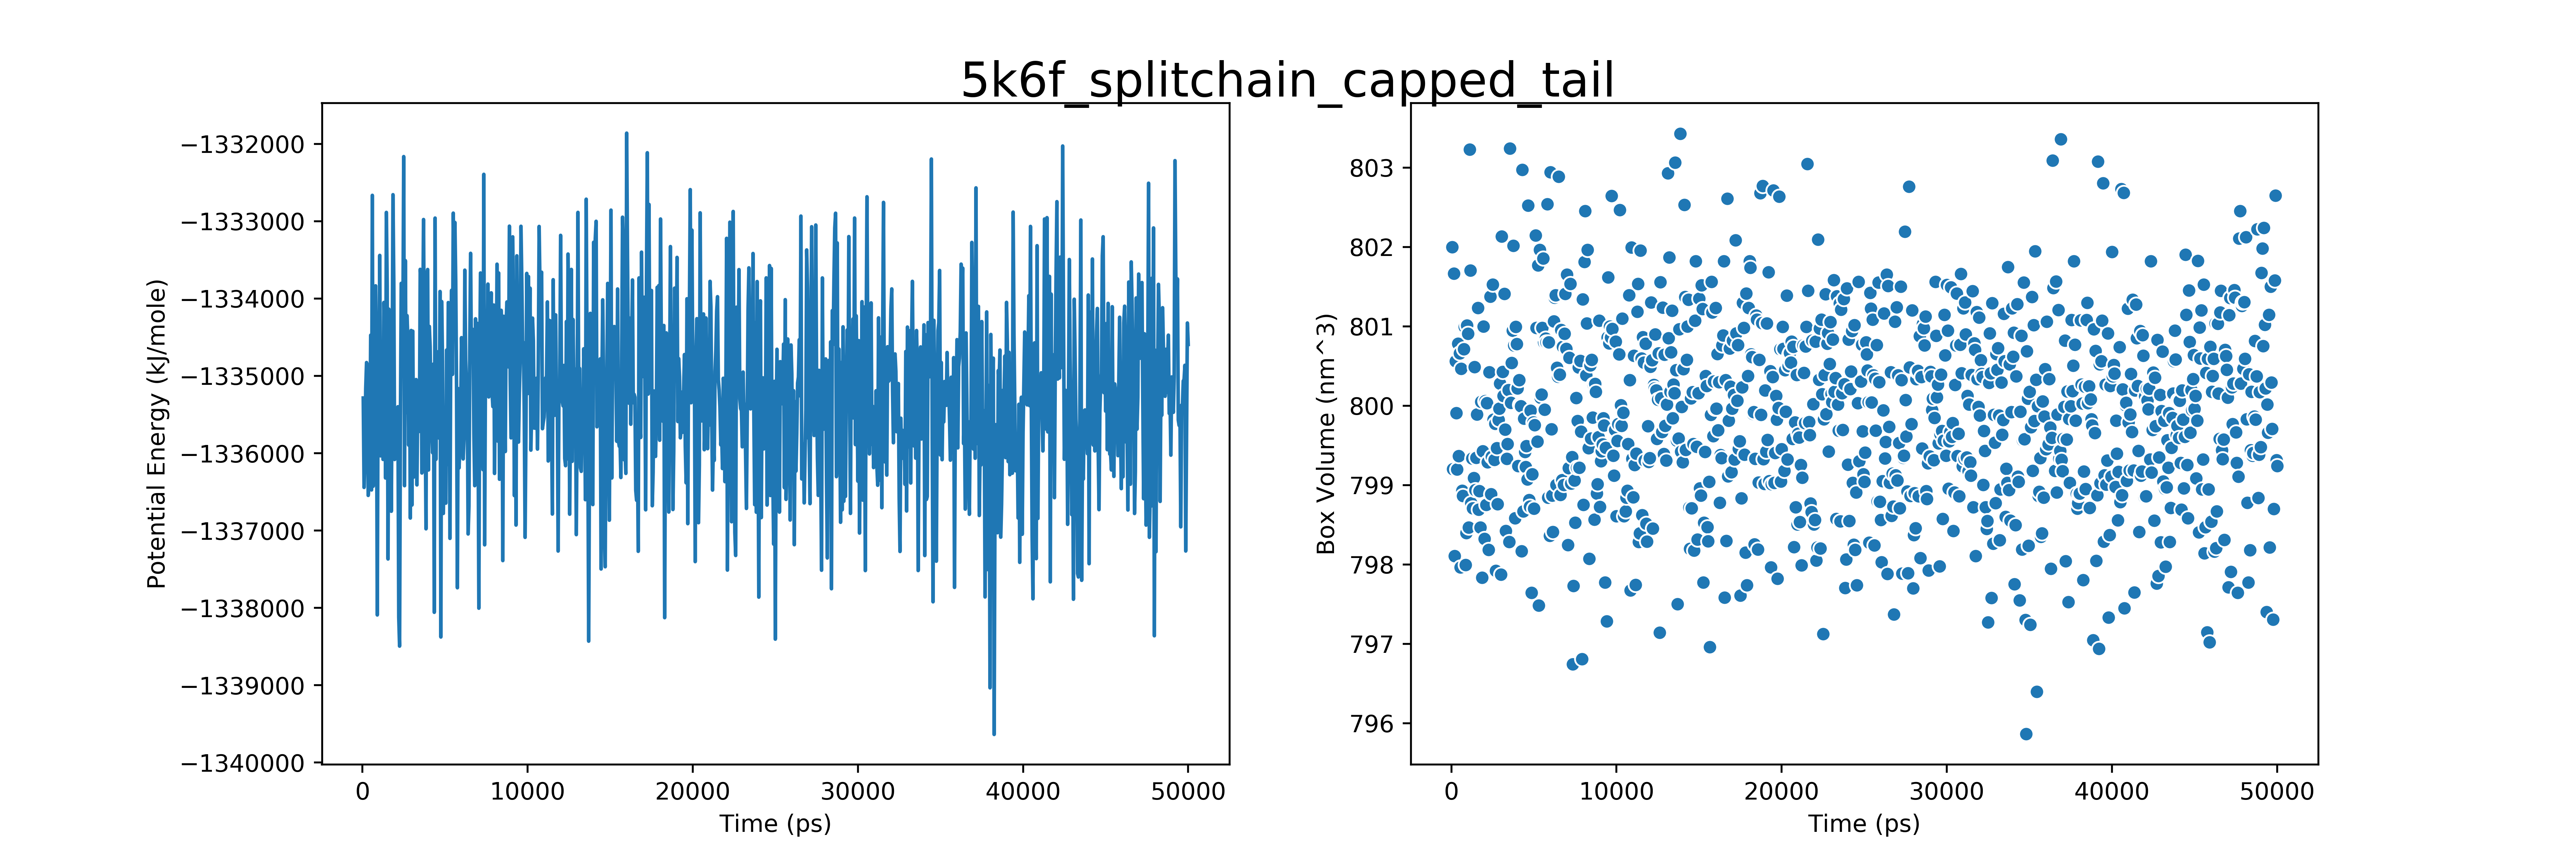 5k6f_splitchain_capped_tail
Potential Energy (kJ/mole)
−1332000
−1333000
−1334000
−1335000
−1336000
−1337000
−1338000
−1339000
−1340000
0 10000 20000 30000 40000 50000
Time (ps)
Box Volume (nm^3)
803
802
801
800
799
798
797
796
0 10000 20000 30000 40000 50000
Time (ps)